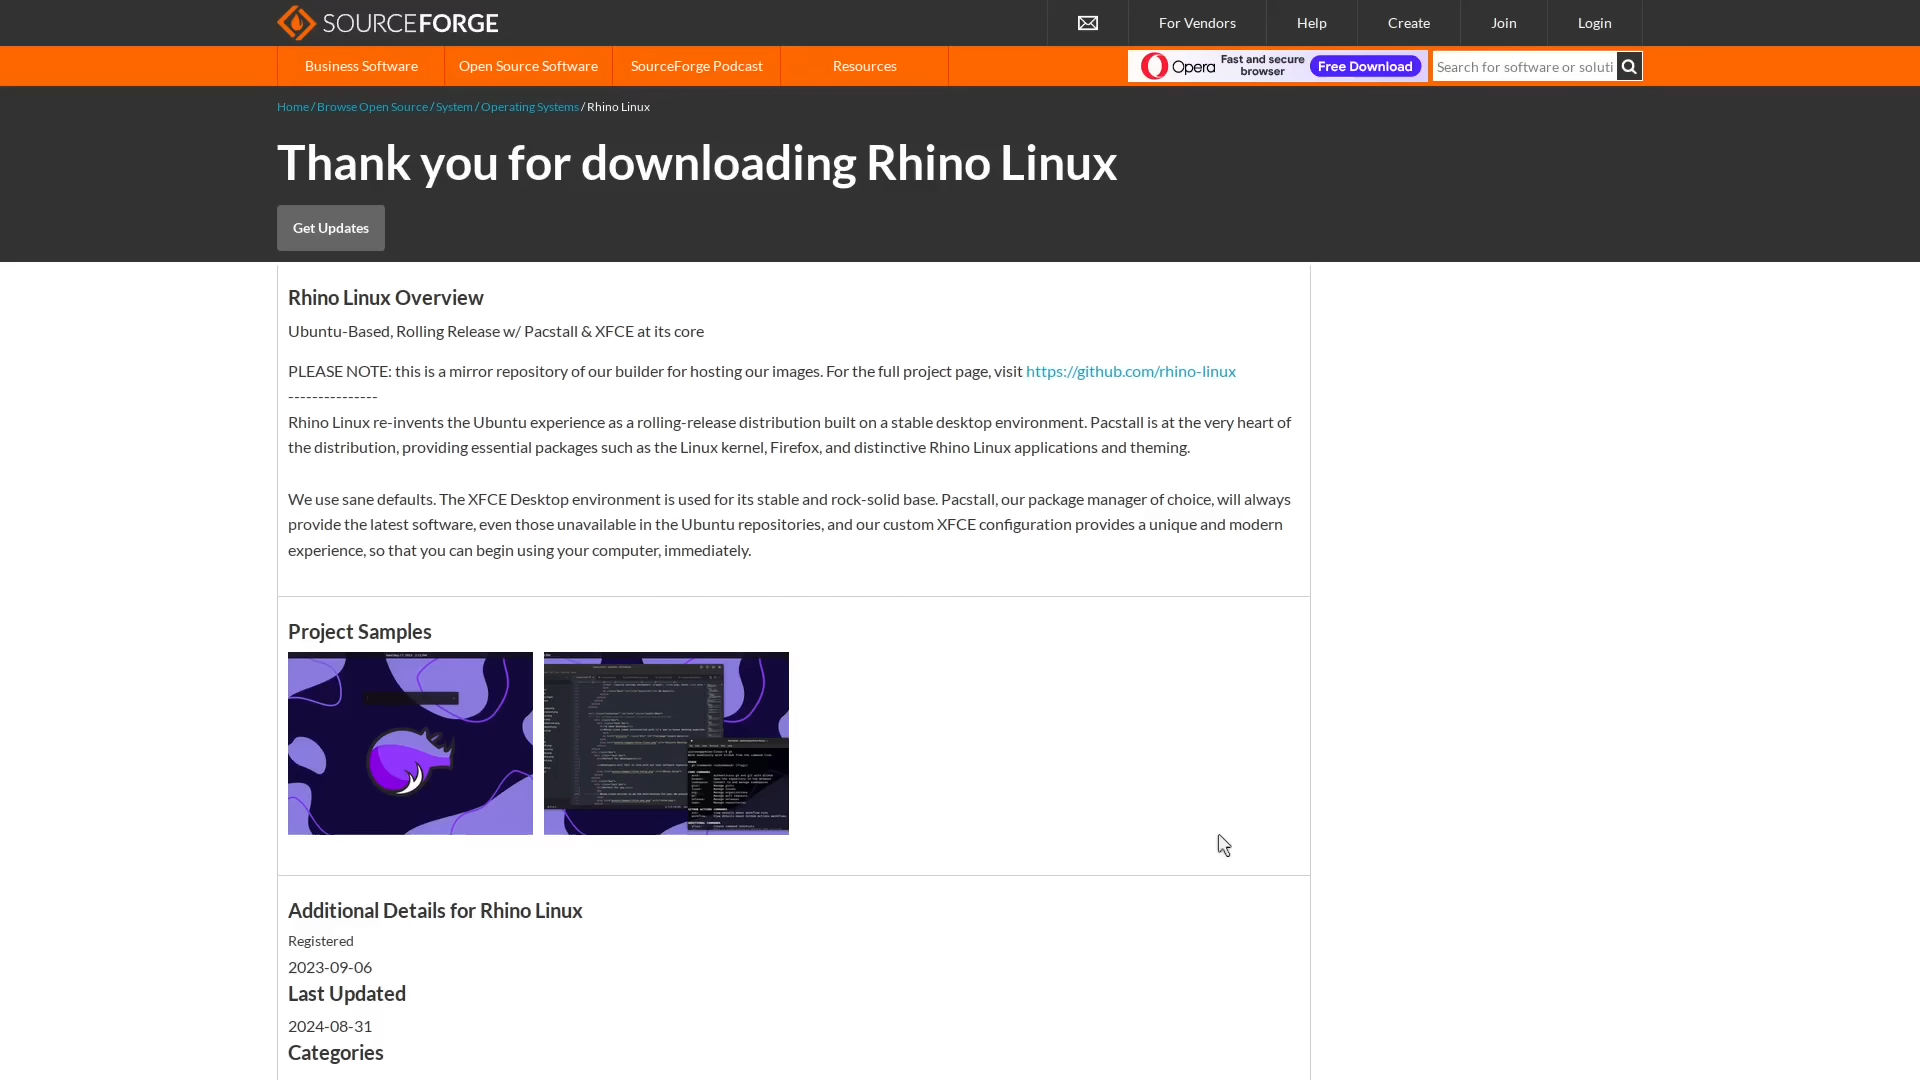 SOURCEFORGE
For Vendors
Help
Create
Join
Login
Business Software
Open Source Software
SourceForge Podcast
Resources
Opera
Fast and secure
browser
Free Download
Search for software or soluti
Home / Browse Open Source / System / Operating Systems / Rhino Linux
Thank you for downloading Rhino Linux
Get Updates
Rhino Linux Overview
Ubuntu-Based, Rolling Release w/ Pacstall & XFCE at its core
PLEASE NOTE: this is a mirror repository of our builder for hosting our images. For the full project page, visit https://github.com/rhino-linux
---------------
Rhino Linux re-invents the Ubuntu experience as a rolling-release distribution built on a stable desktop environment. Pacstall is at the very heart of
the distribution, providing essential packages such as the Linux kernel, Firefox, and distinctive Rhino Linux applications and theming.
We use sane defaults. The XFCE Desktop environment is used for its stable and rock-solid base. Pacstall, our package manager of choice, will always
provide the latest software, even those unavailable in the Ubuntu repositories, and our custom XFCE configuration provides a unique and modern
experience, so that you can begin using your computer, immediately.
Project Samples
Additional Details for Rhino Linux
Registered
2023-09-06
Last Updated
2024-08-31
Categories